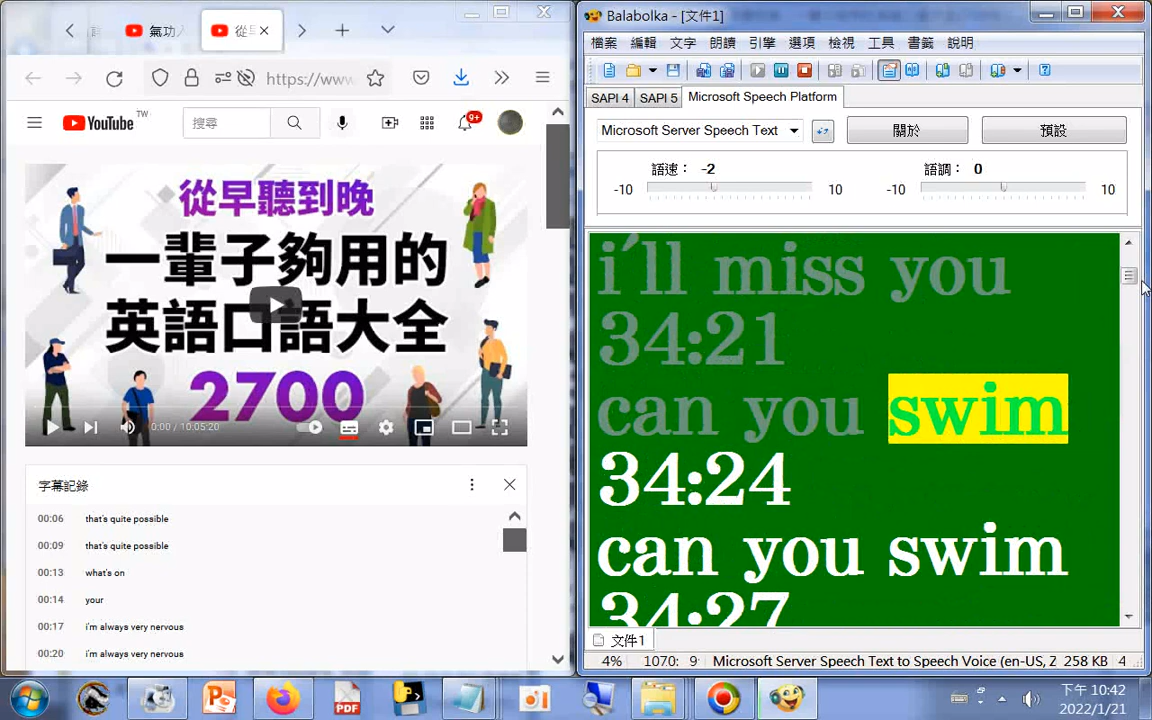 氣功
從
https://www
YouTube TW
搜尋
9+
從早聽到晚
一輩子夠用的
英語口語大全
2700
0:00 / 10:05:20
字幕記錄
00:06 that's quite possible
00:09 that's quite possible
00:13 what's on
00:14 your
00:17 i'm always very nervous
00:20 i'm always very nervous
Balabolka - [文件1]
檔案 編輯 文字 朗讀 引擎 選項 檢視 工具 書籤 說明
SAPI 4 SAPI 5 Microsoft Speech Platform
Microsoft Server Speech Text 關於 預設
語速： -2 語調： 0
-10 10 -10 10
i´ll miss you
34:21
can you swim
34:24
can you swim
34:27
文件1
4% 1070: 9 Microsoft Server Speech Text to Speech Voice (en-US, Z 258 KB 4
PDF
下午 10:42
2022/1/21